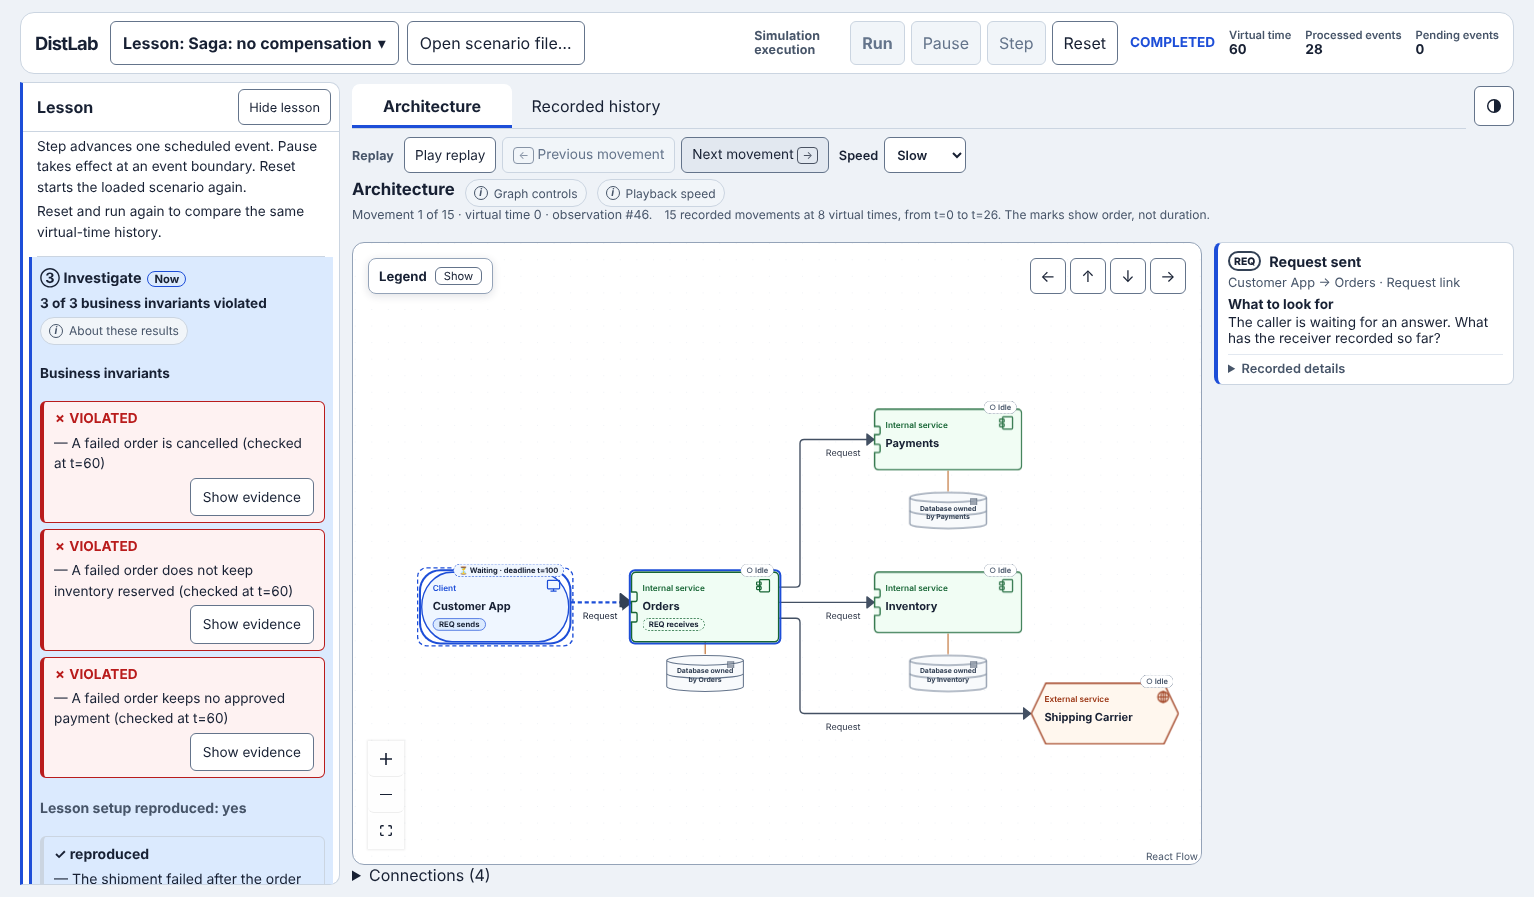 DistLab
Lesson: Saga: no compensation ▾
Open scenario file...
Simulation execution
Run
Pause
Step
Reset
COMPLETED
Virtual time 60
Processed events 28
Pending events 0
Lesson
Hide lesson
Step advances one scheduled event. Pause
takes effect at an event boundary. Reset
starts the loaded scenario again.
Reset and run again to compare the same
virtual-time history.
3 Investigate Now
3 of 3 business invariants violated
i About these results
Business invariants
× VIOLATED
— A failed order is cancelled (checked
at t=60)
Show evidence
× VIOLATED
— A failed order does not keep
inventory reserved (checked at t=60)
Show evidence
× VIOLATED
— A failed order keeps no approved
payment (checked at t=60)
Show evidence
Lesson setup reproduced: yes
✓ reproduced
— The shipment failed after the order
Architecture
Recorded history
Replay
Play replay
← Previous movement
Next movement →
Speed
Slow
Architecture
i Graph controls
i Playback speed
Movement 1 of 15 · virtual time 0 · observation #46. 15 recorded movements at 8 virtual times, from t=0 to t=26. The marks show order, not duration.
Legend
Show
← ↑ ↓ →
Idle
Internal service
Payments
Request
Database owned
by Payments
Waiting · deadline t=100
Client
Customer App
REQ sends
Request
Idle
Internal service
Orders
REQ receives
Database owned
by Orders
Idle
Internal service
Inventory
Request
Database owned
by Inventory
Idle
External service
Shipping Carrier
Request
+
−
React Flow
Connections (4)
REQ Request sent
Customer App → Orders · Request link
What to look for
The caller is waiting for an answer. What
has the receiver recorded so far?
Recorded details